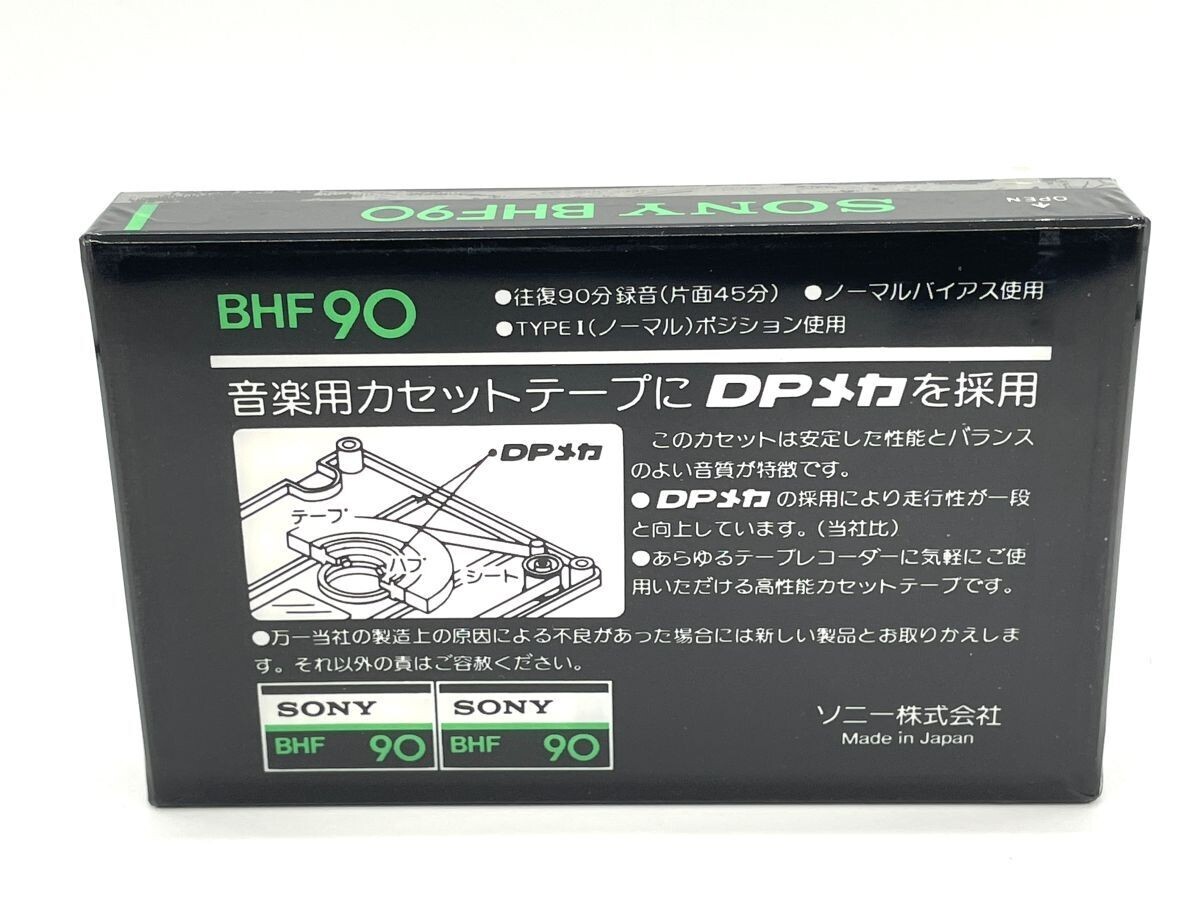 SONY BHF90
OPEN
BHF90
●往復90分録音(片面45分) ●ノーマルバイアス使用
●TYPE I(ノーマル)ポジション使用
音楽用カセットテープにDPメカを採用
DPメカ
テープ
ハブ
シート
このカセットは安定した性能とバランス
のよい音質が特徴です。
●DPメカの採用により走行性が一段
と向上しています。(当社比)
●あらゆるテープレコーダーに気軽にご使
用いただける高性能カセットテープです。
●万一当社の製造上の原因による不良があった場合には新しい製品とお取りかえしま
す。それ以外の責はご容赦ください。
SONY
BHF 90
SONY
BHF 90
ソニー株式会社
Made in Japan